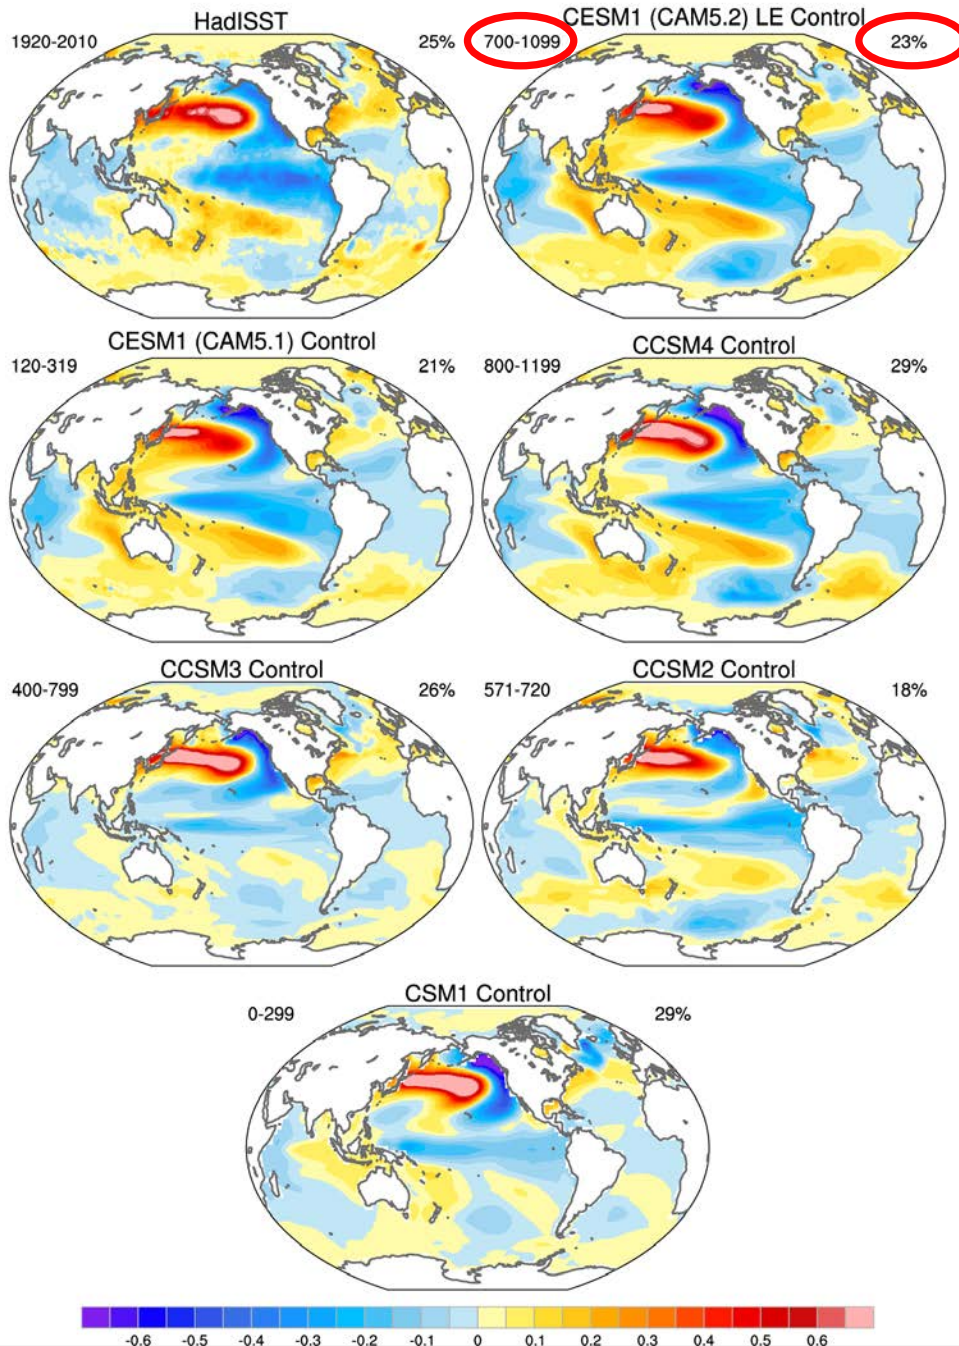 HadISST
1920-2010
25%
CESM1 (CAM5.2) LE Control
700-1099
23%
CESM1 (CAM5.1) Control
120-319
21%
CCSM4 Control
800-1199
29%
CCSM3 Control
400-799
26%
CCSM2 Control
571-720
18%
CSM1 Control
0-299
29%
-0.6 -0.5 -0.4 -0.3 -0.2 -0.1 0 0.1 0.2 0.3 0.4 0.5 0.6